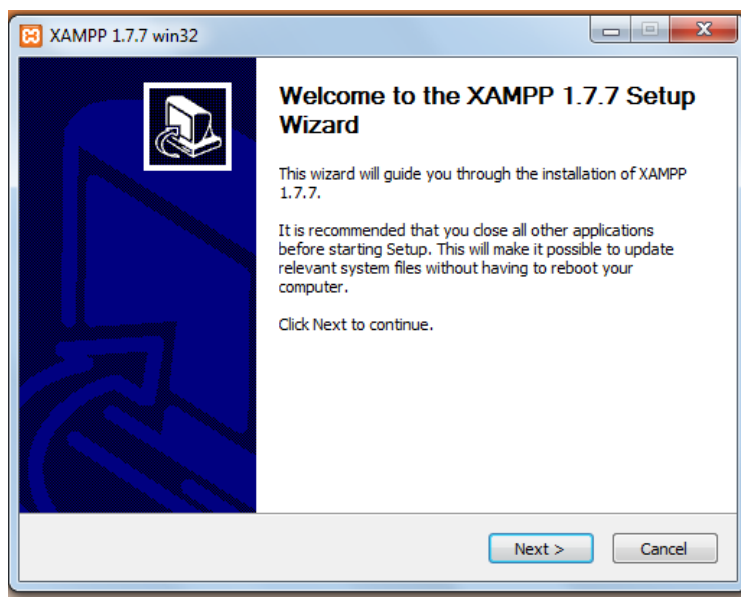 XAMPP 1.7.7 win32
Welcome to the XAMPP 1.7.7 Setup
Wizard
This wizard will guide you through the installation of XAMPP
1.7.7.
It is recommended that you close all other applications
before starting Setup. This will make it possible to update
relevant system files without having to reboot your
computer.
Click Next to continue.
Next >
Cancel